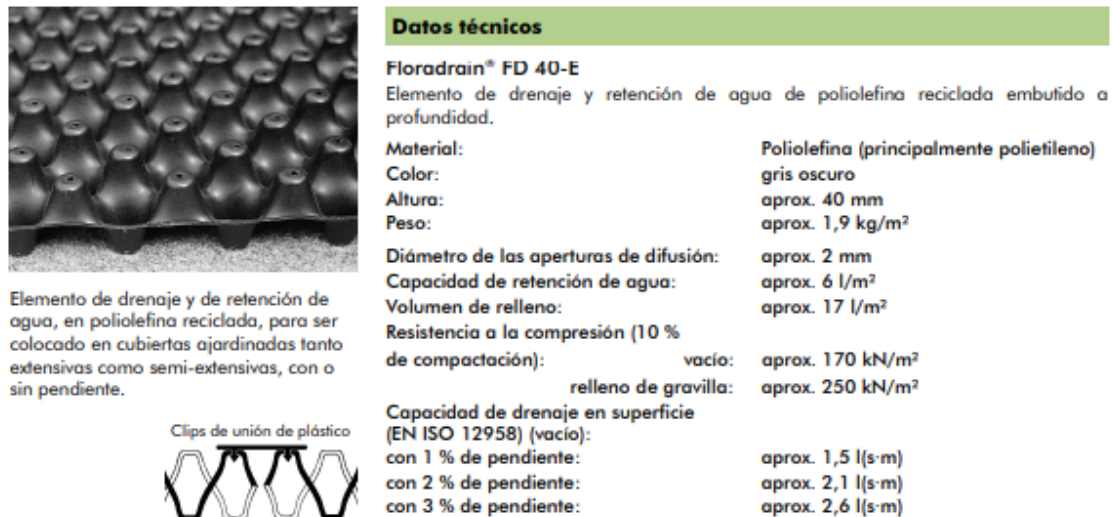 Datos técnicos
Floradrain® FD 40-E
Elemento de drenaje y retención de agua de poliolefina reciclada embutido a
profundidad.
Material: Poliolefina (principalmente polietileno)
Color: gris oscuro
Altura: aprox. 40 mm
Peso: aprox. 1,9 kg/m²
Diámetro de las aperturas de difusión: aprox. 2 mm
Capacidad de retención de agua: aprox. 6 l/m²
Volumen de relleno: aprox. 17 l/m²
Resistencia a la compresión (10 %
de compactación): vacío: aprox. 170 kN/m²
relleno de gravilla: aprox. 250 kN/m²
Capacidad de drenaje en superficie
(EN ISO 12958) (vacío):
con 1 % de pendiente: aprox. 1,5 l(s·m)
con 2 % de pendiente: aprox. 2,1 l(s·m)
con 3 % de pendiente: aprox. 2,6 l(s·m)
Elemento de drenaje y de retención de
agua, en poliolefina reciclada, para ser
colocado en cubiertas ajardinadas tanto
extensivas como semi-extensivas, con o
sin pendiente.
Clips de unión de plástico